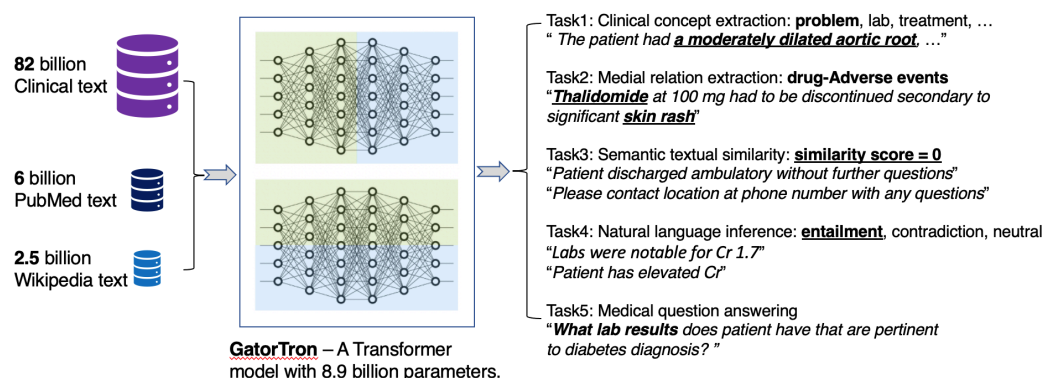 82 billion
Clinical text
6 billion
PubMed text
2.5 billion
Wikipedia text
GatorTron – A Transformer
model with 8.9 billion parameters.
Task1: Clinical concept extraction: problem, lab, treatment, …
“ The patient had a moderately dilated aortic root, …”
Task2: Medial relation extraction: drug-Adverse events
“Thalidomide at 100 mg had to be discontinued secondary to
significant skin rash”
Task3: Semantic textual similarity: similarity score = 0
“Patient discharged ambulatory without further questions”
“Please contact location at phone number with any questions”
Task4: Natural language inference: entailment, contradiction, neutral
“Labs were notable for Cr 1.7”
“Patient has elevated Cr”
Task5: Medical question answering
“What lab results does patient have that are pertinent
to diabetes diagnosis? ”